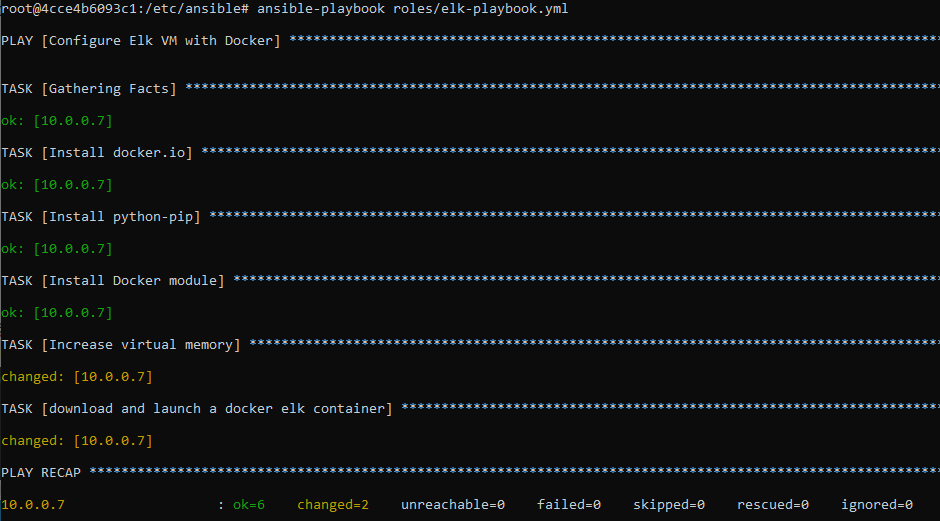 root@4cce4b6093c1:/etc/ansible# ansible-playbook roles/elk-playbook.yml
PLAY [Configure Elk VM with Docker] *********************************************************************************
TASK [Gathering Facts] **********************************************************************************************
ok: [10.0.0.7]
TASK [Install docker.io] ********************************************************************************************
ok: [10.0.0.7]
TASK [Install python-pip] *******************************************************************************************
ok: [10.0.0.7]
TASK [Install Docker module] ****************************************************************************************
ok: [10.0.0.7]
TASK [Increase virtual memory] **************************************************************************************
changed: [10.0.0.7]
TASK [download and launch a docker elk container] *******************************************************************
changed: [10.0.0.7]
PLAY RECAP **********************************************************************************************************
10.0.0.7                   : ok=6    changed=2    unreachable=0    failed=0    skipped=0    rescued=0    ignored=0